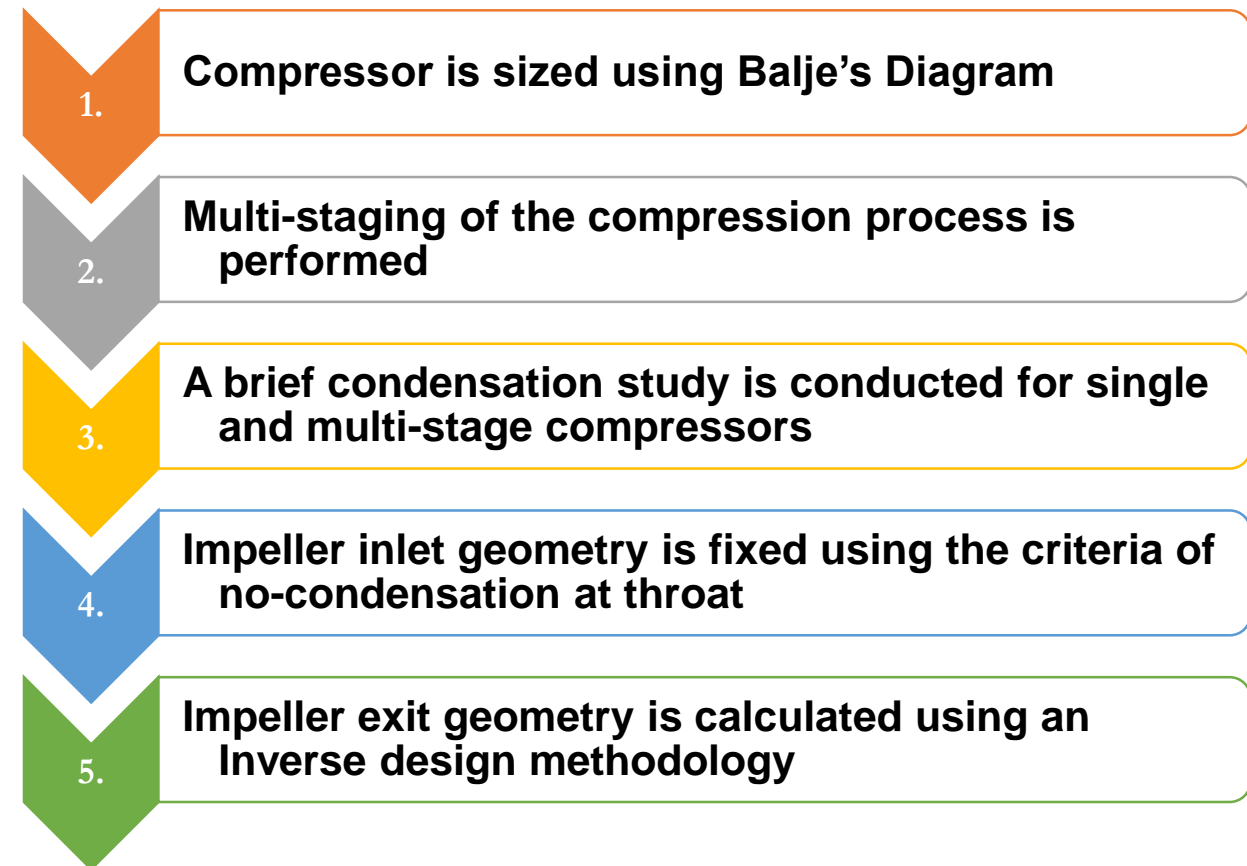 1.
Compressor is sized using Balje’s Diagram
2.
Multi-staging of the compression process is
performed
3.
A brief condensation study is conducted for single
and multi-stage compressors
4.
Impeller inlet geometry is fixed using the criteria of
no-condensation at throat
5.
Impeller exit geometry is calculated using an
Inverse design methodology